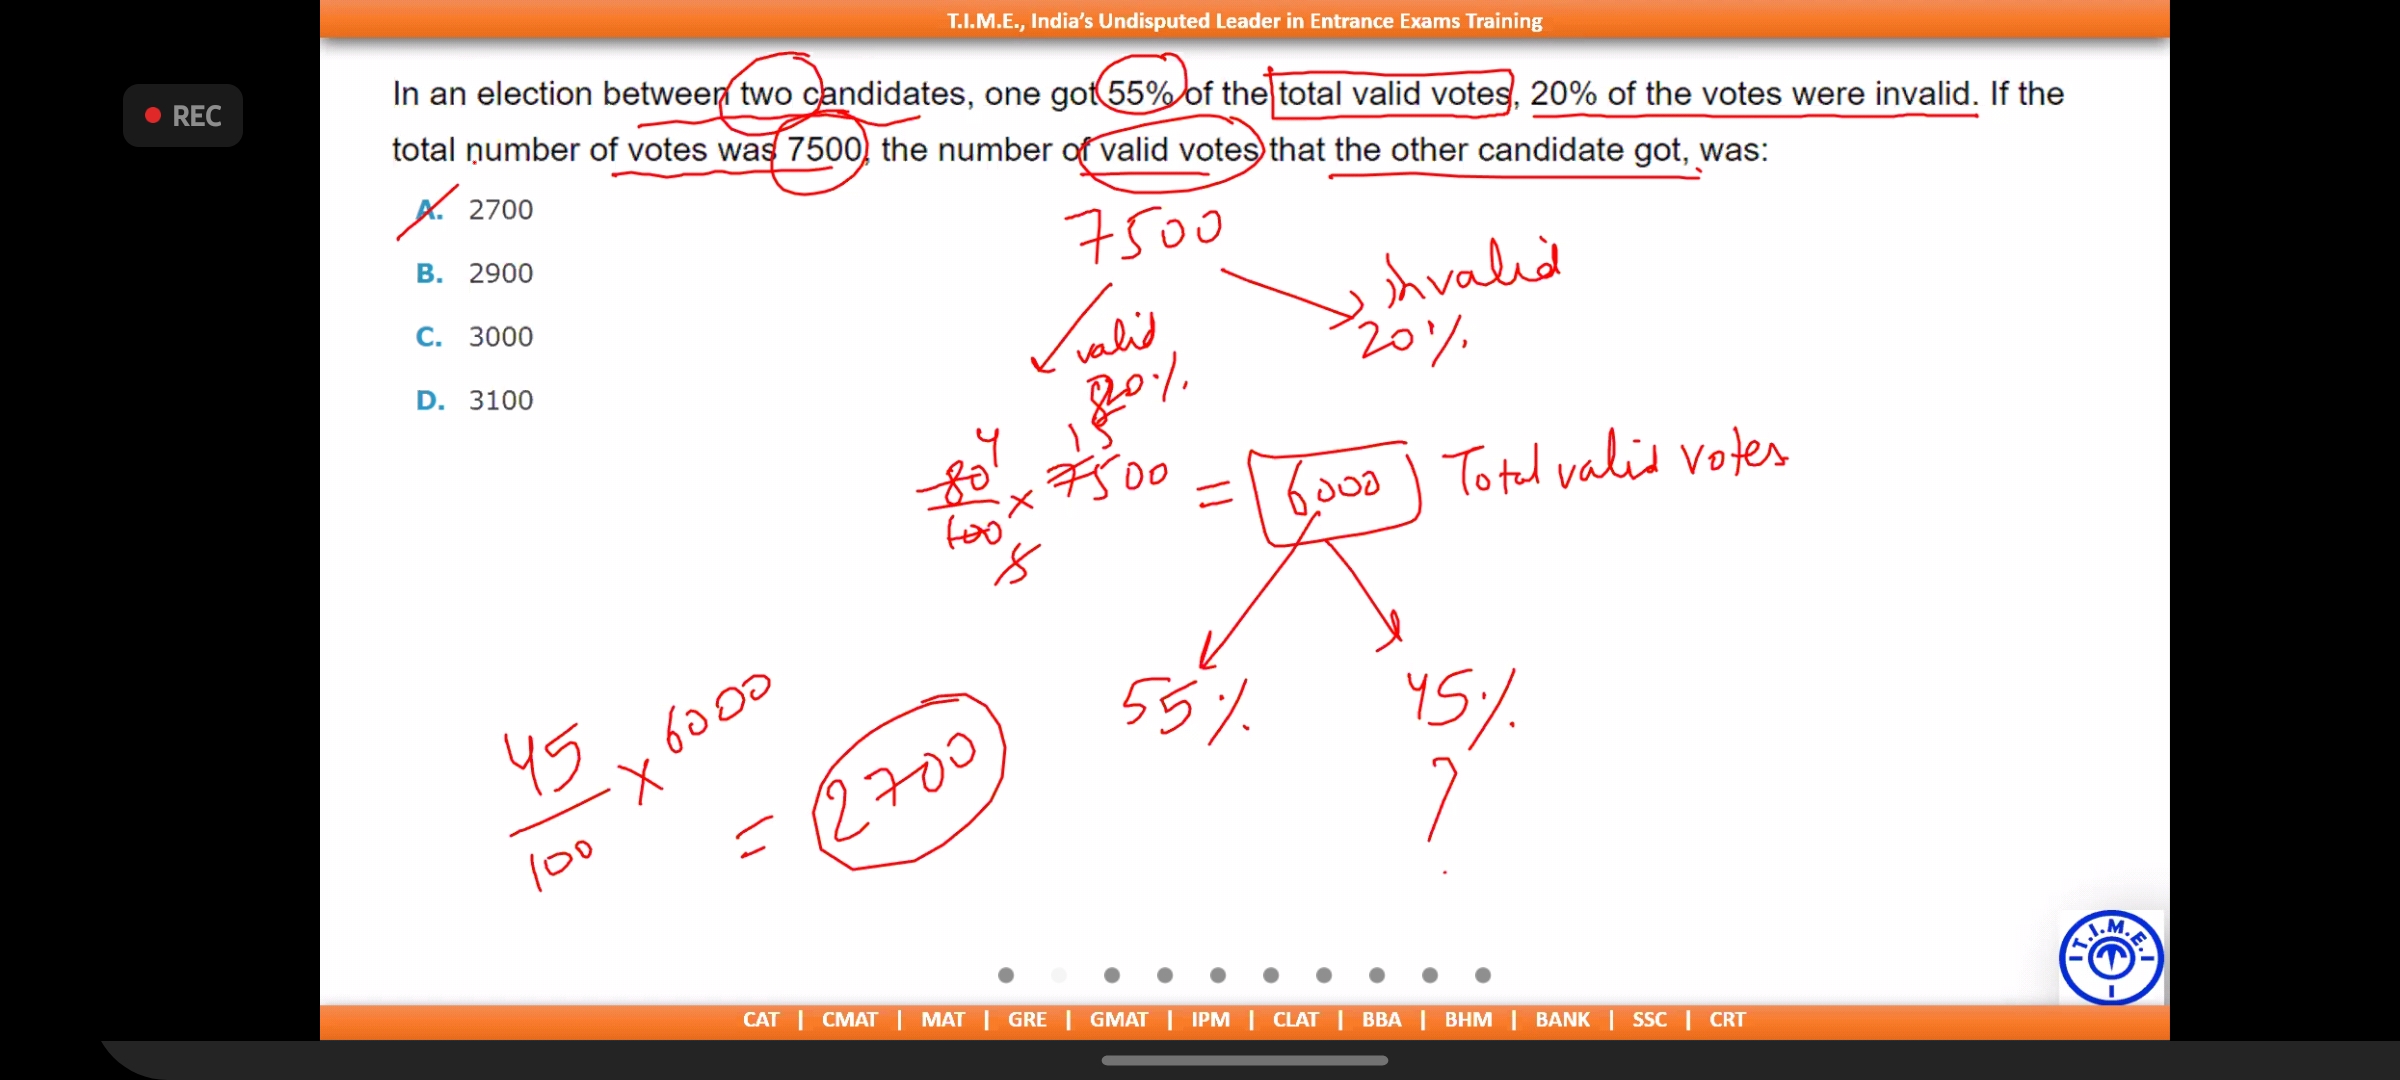 T.I.M.E., India's Undisputed Leader in Entrance Exams Training
REC
In an election between two candidates, one got 55% of the total valid votes, 20% of the votes were invalid. If the
total number of votes was 7500, the number of valid votes that the other candidate got, was:
A. 2700
B. 2900
C. 3000
D. 3100
7500
invalid
20%
valid
80%
4 15
80/100 × 7500 = 6000 Total valid votes
5
55% 45%
?
45/100 × 6000 = 2700
T.I.M.E.
CAT | CMAT | MAT | GRE | GMAT | IPM | CLAT | BBA | BHM | BANK | SSC | CRT